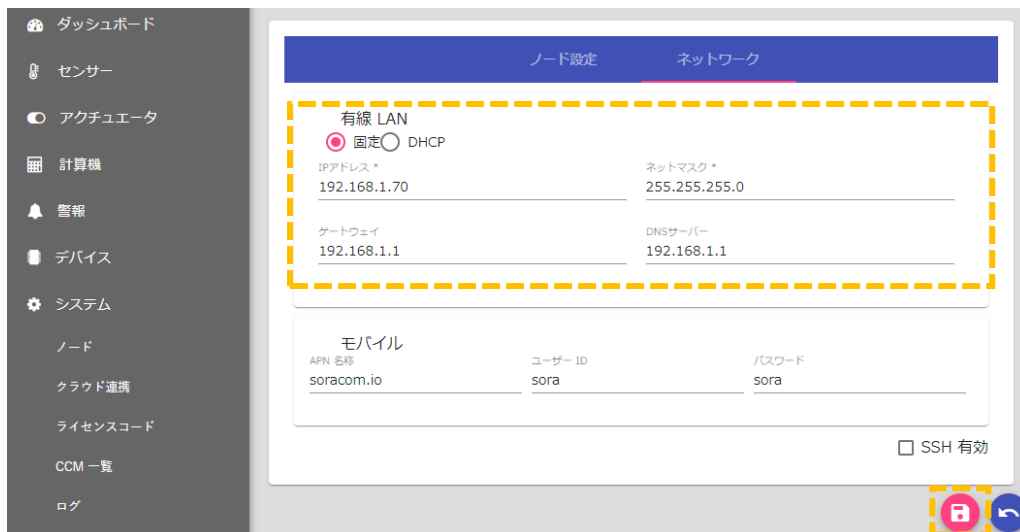 ダッシュボード
センサー
アクチュエータ
計算機
警報
デバイス
システム
ノード
クラウド連携
ライセンスコード
CCM 一覧
ログ
ノード設定 ネットワーク
有線 LAN
固定 DHCP
IPアドレス * ネットマスク *
192.168.1.70 255.255.255.0
ゲートウェイ DNSサーバー
192.168.1.1 192.168.1.1
モバイル
APN 名称 ユーザー ID パスワード
soracom.io sora sora
SSH 有効